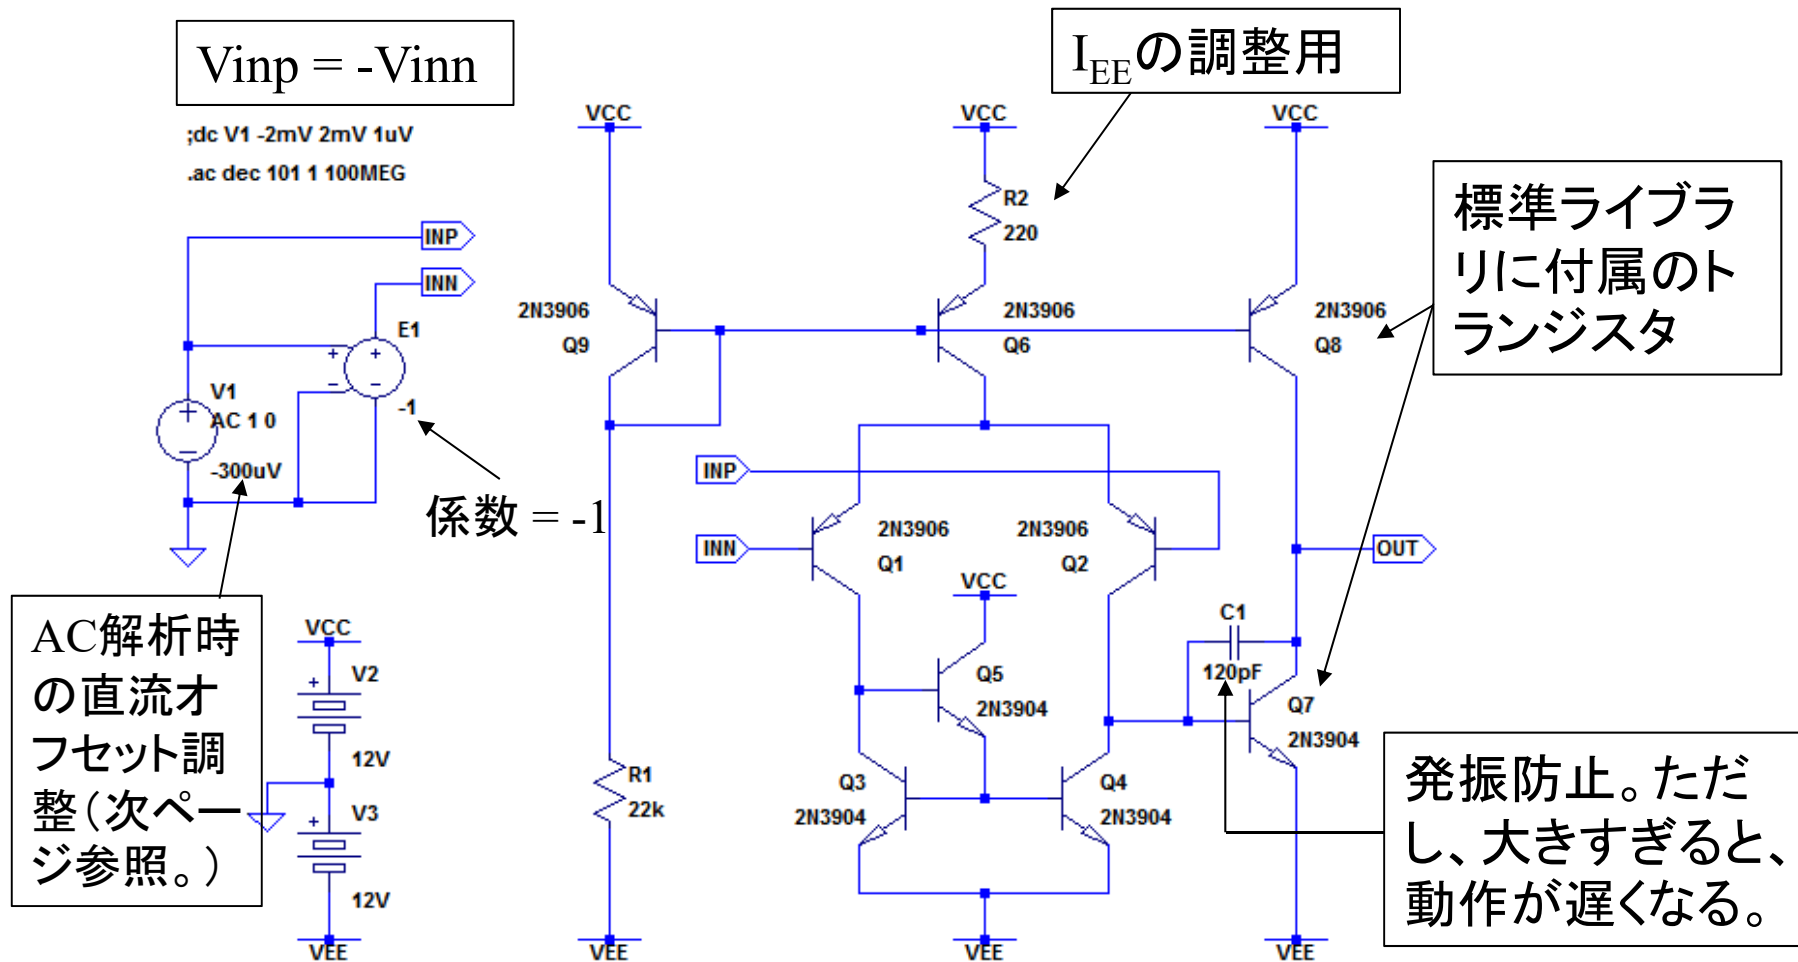 Vinp = -Vinn
;dc V1 -2mV 2mV 1uV
.ac dec 101 1 100MEG
I_EEの調整用
VCC
VCC
VCC
R2
220
標準ライブラ
リに付属のト
ランジスタ
INP
INN
E1
-1
V1
AC 1 0
-300uV
係数 = -1
2N3906
Q9
2N3906
Q6
2N3906
Q8
INP
INN
2N3906
Q1
2N3906
Q2
OUT
VCC
Q5
2N3904
C1
120pF
Q7
2N3904
AC解析時
の直流オ
フセット調
整(次ペー
ジ参照。)
VCC
V2
12V
V3
12V
VEE
R1
22k
VEE
Q3
2N3904
Q4
2N3904
VEE
VEE
発振防止。ただ
し、大きすぎると、
動作が遅くなる。